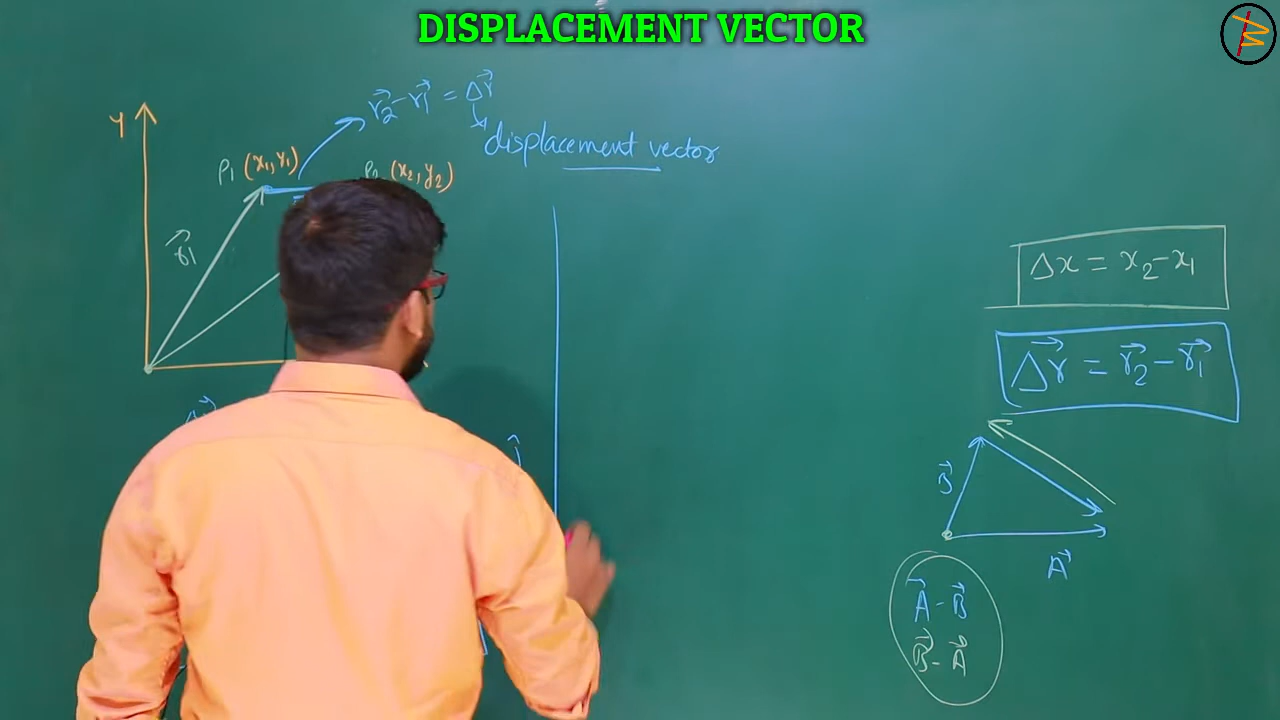 DISPLACEMENT VECTOR
r⃗2 - r⃗1 = Δr⃗
displacement vector
y
P1 (x1, y1)
P2 (x2, y2)
r⃗1
Δx = x2 - x1
Δ⃗r = r⃗2 - r⃗1
B⃗
A⃗
A⃗ - B⃗
B⃗ - A⃗
ĵ